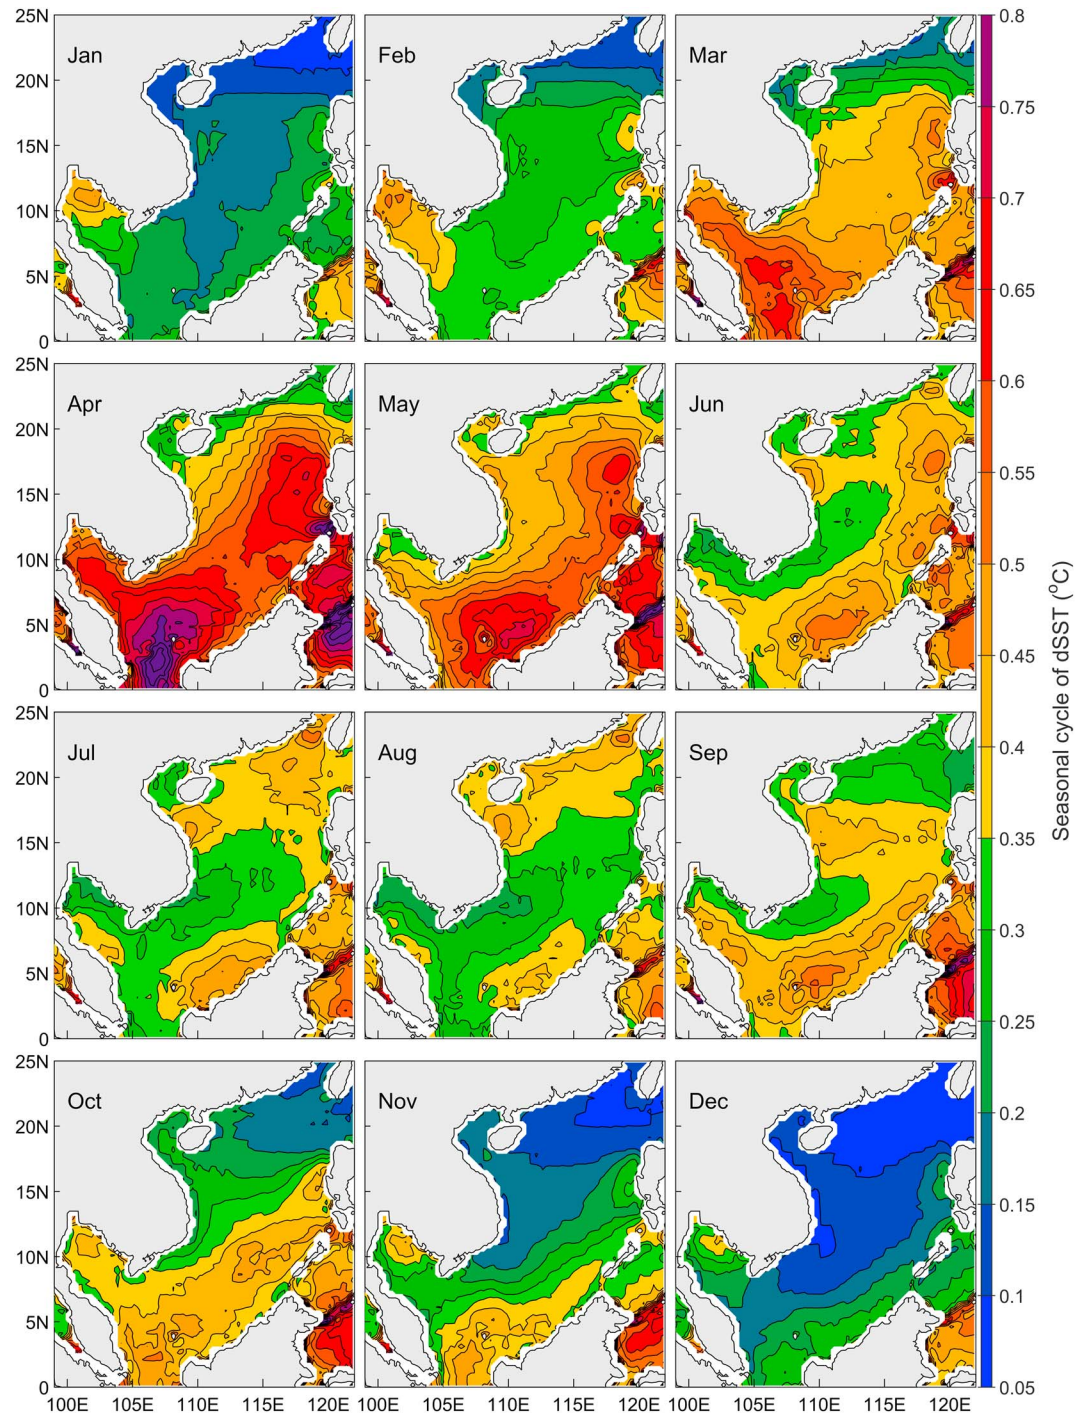 25N
20N
15N
10N
5N
0
Jan
Feb
Mar
25N
20N
15N
10N
5N
0
Apr
May
Jun
25N
20N
15N
10N
5N
0
Jul
Aug
Sep
25N
20N
15N
10N
5N
0
Oct
Nov
Dec
100E 105E 110E 115E 120E
100E 105E 110E 115E 120E
100E 105E 110E 115E 120E
0.8
0.75
0.7
0.65
0.6
0.55
0.5
0.45
0.4
0.35
0.3
0.25
0.2
0.15
0.1
0.05
Seasonal cycle of dSST (⁰C)